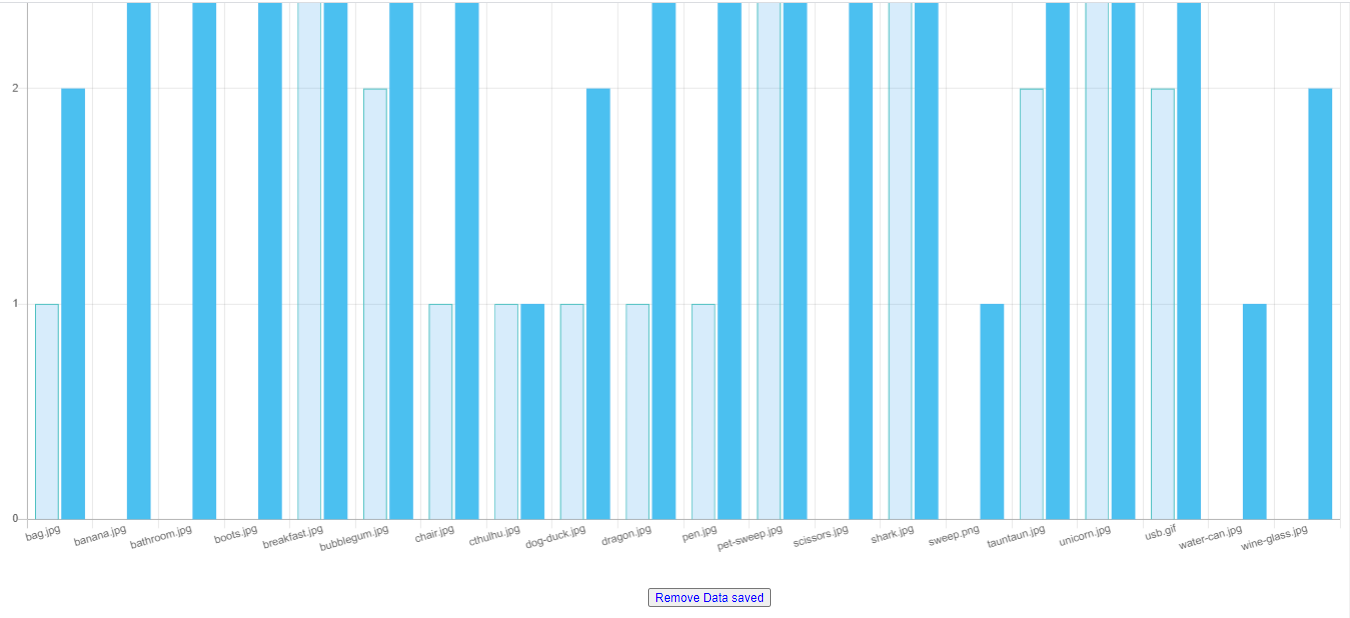 2
1
0
bag.jpg
banana.jpg
bathroom.jpg
boots.jpg
breakfast.jpg
bubblegum.jpg
chair.jpg
cthulhu.jpg
dog-duck.jpg
dragon.jpg
pen.jpg
pet-sweep.jpg
scissors.jpg
shark.jpg
sweep.png
tauntaun.jpg
unicorn.jpg
usb.gif
water-can.jpg
wine-glass.jpg
Remove Data saved